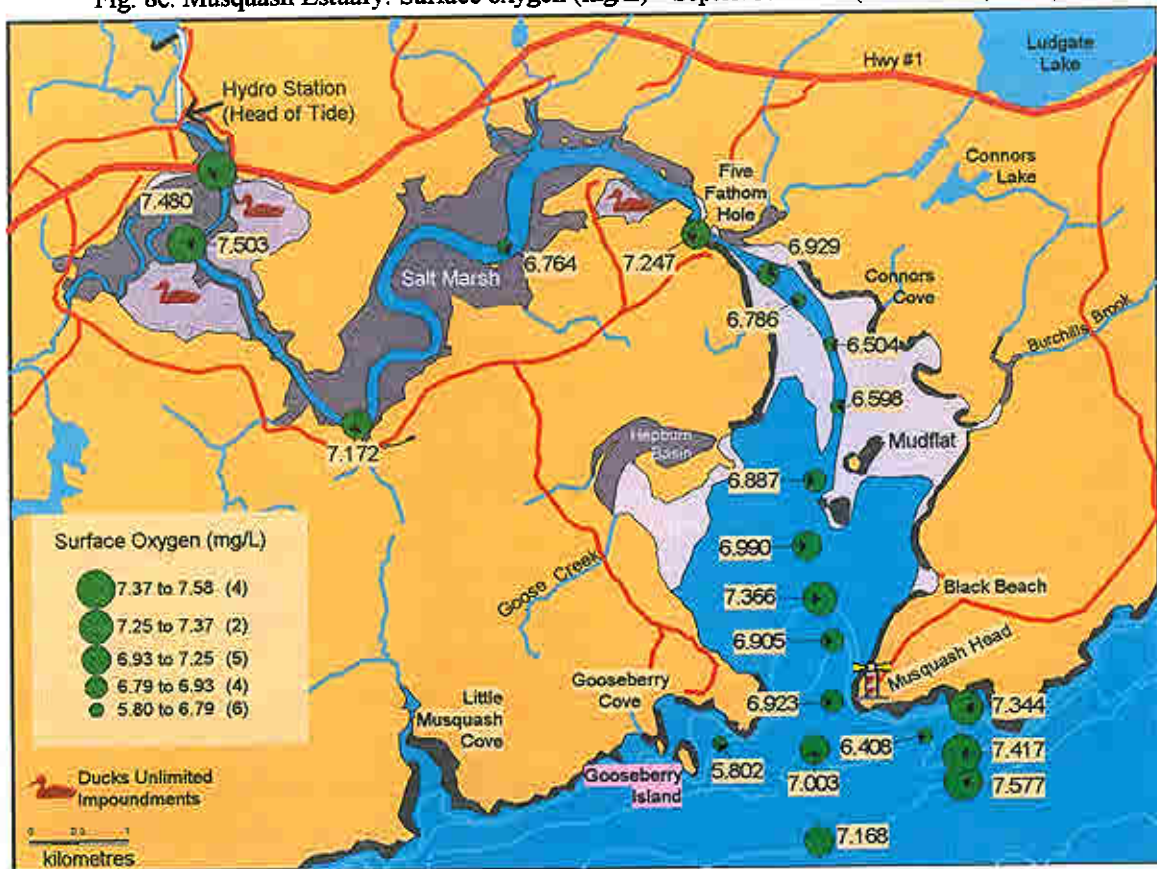 Fig. 8c. Musquash Estuary: Surface oxygen (mg/L)
Ludgate
Lake
Hwy #1
Hydro Station
(Head of Tide)
Connors
Lake
Five
Fathom
Hole
7.480
7.503
6.764
7.247
6.929
Salt Marsh
Connors
Cove
6.786
Burchills Brook
6.504
6.598
7.172
Hepburn
Basin
Mudflat
6.887
Surface Oxygen (mg/L)
7.37 to 7.58 (4)
7.25 to 7.37 (2)
6.93 to 7.25 (5)
6.79 to 6.93 (4)
5.80 to 6.79 (6)
6.990
Goose Creek
7.366
Black Beach
6.905
Musquash Head
Gooseberry
Cove
Little
Musquash
Cove
6.923
7.344
6.408
7.417
5.802
7.003
7.577
Gooseberry
Island
Ducks Unlimited
Impoundments
7.168
0 1
kilometres